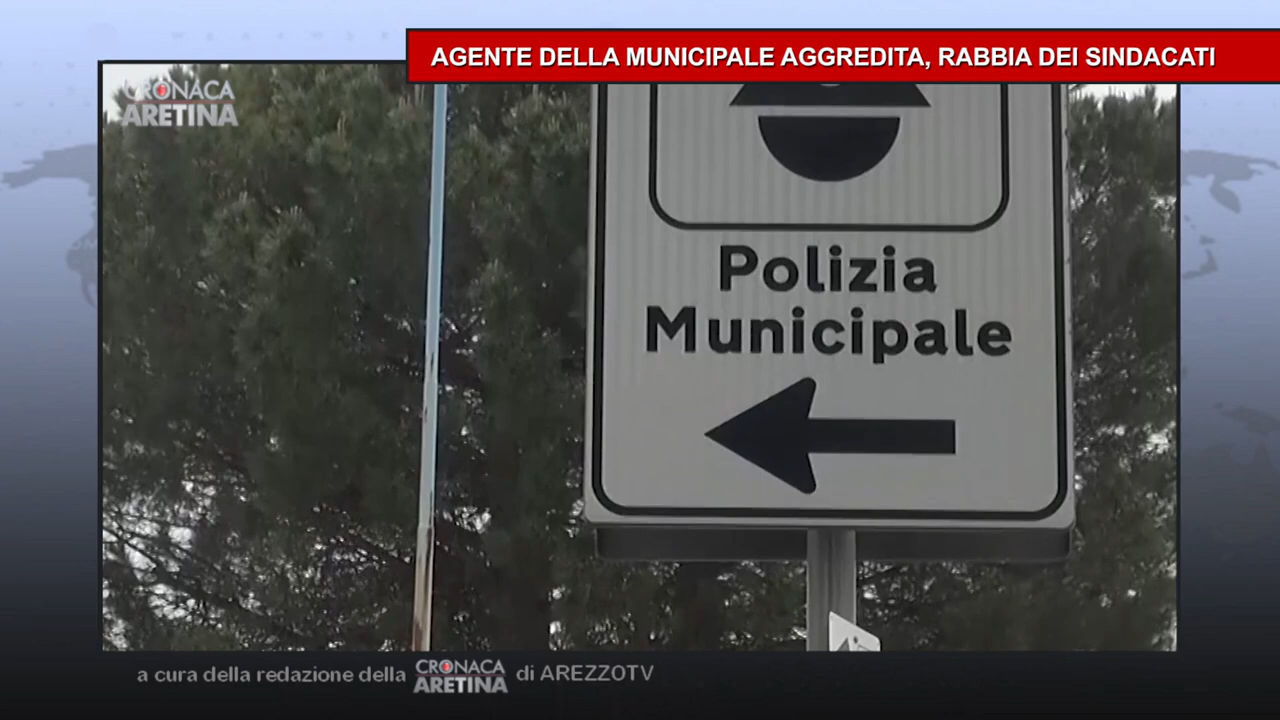 AGENTE DELLA MUNICIPALE AGGREDITA, RABBIA DEI SINDACATI
CRONACA
ARETINA
Polizia
Municipale
a cura della redazione della CRONACA ARETINA di AREZZOTV